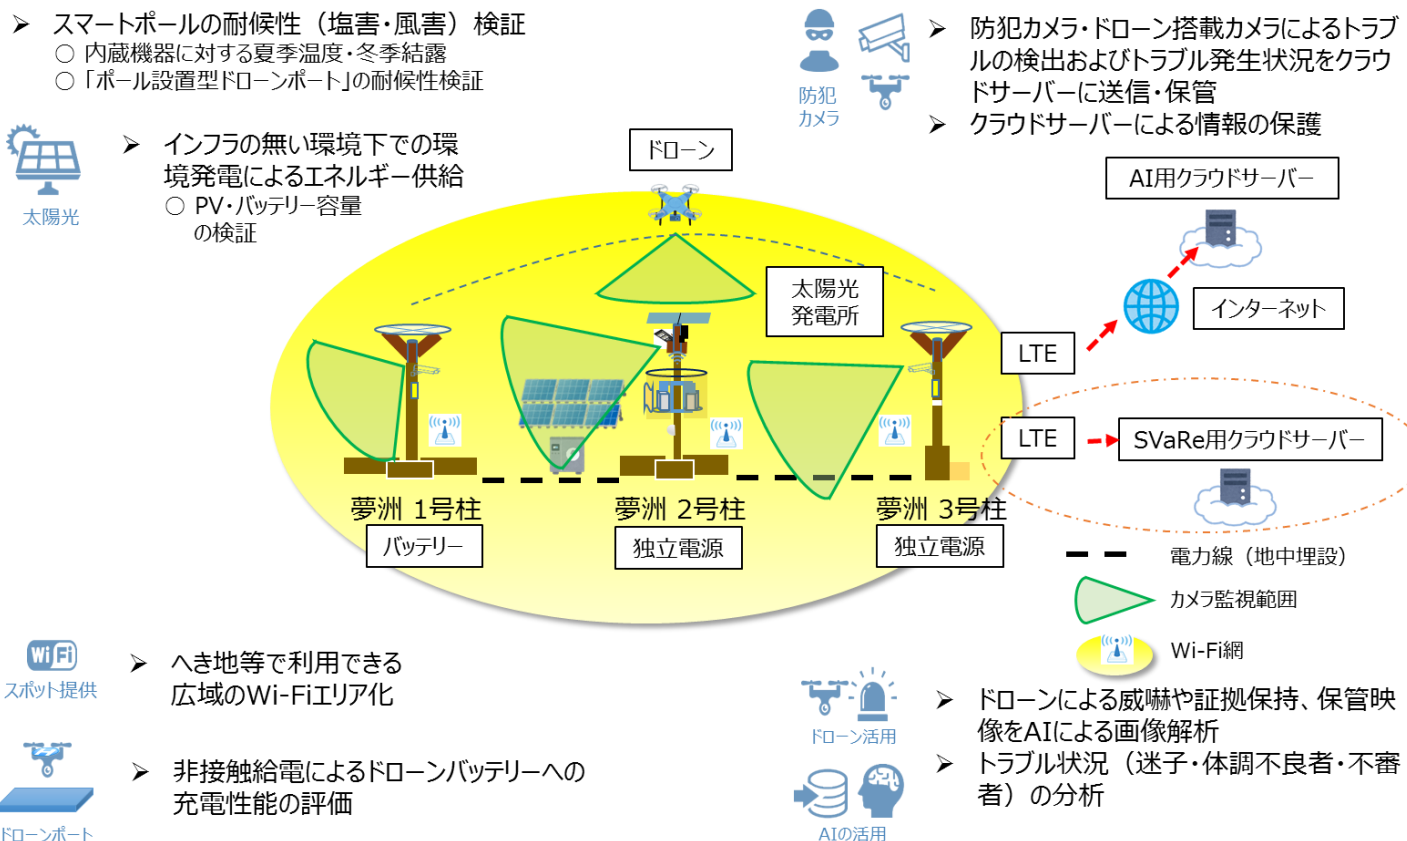 ➢ スマートポールの耐候性（塩害・風害）検証
○ 内蔵機器に対する夏季温度・冬季結露
○「ポール設置型ドローンポート」の耐候性検証
太陽光
➢ インフラの無い環境下での環
境発電によるエネルギー供給
○ PV・バッテリー容量
の検証
防犯
カメラ
➢ 防犯カメラ・ドローン搭載カメラによるトラブ
ルの検出およびトラブル発生状況をクラウ
ドサーバーに送信・保管
➢ クラウドサーバーによる情報の保護
ドローン
AI用クラウドサーバー
太陽光
発電所
インターネット
LTE
LTE
SVaRe用クラウドサーバー
夢洲 1号柱
バッテリー
夢洲 2号柱
独立電源
夢洲 3号柱
独立電源
電力線（地中埋設）
カメラ監視範囲
Wi-Fi網
WiFi
スポット提供
➢ へき地等で利用できる
広域のWi-Fiエリア化
ドローンポート
➢ 非接触給電によるドローンバッテリーへの
充電性能の評価
ドローン活用
➢ ドローンによる威嚇や証拠保持、保管映
像をAIによる画像解析
AIの活用
➢ トラブル状況（迷子・体調不良者・不審
者）の分析